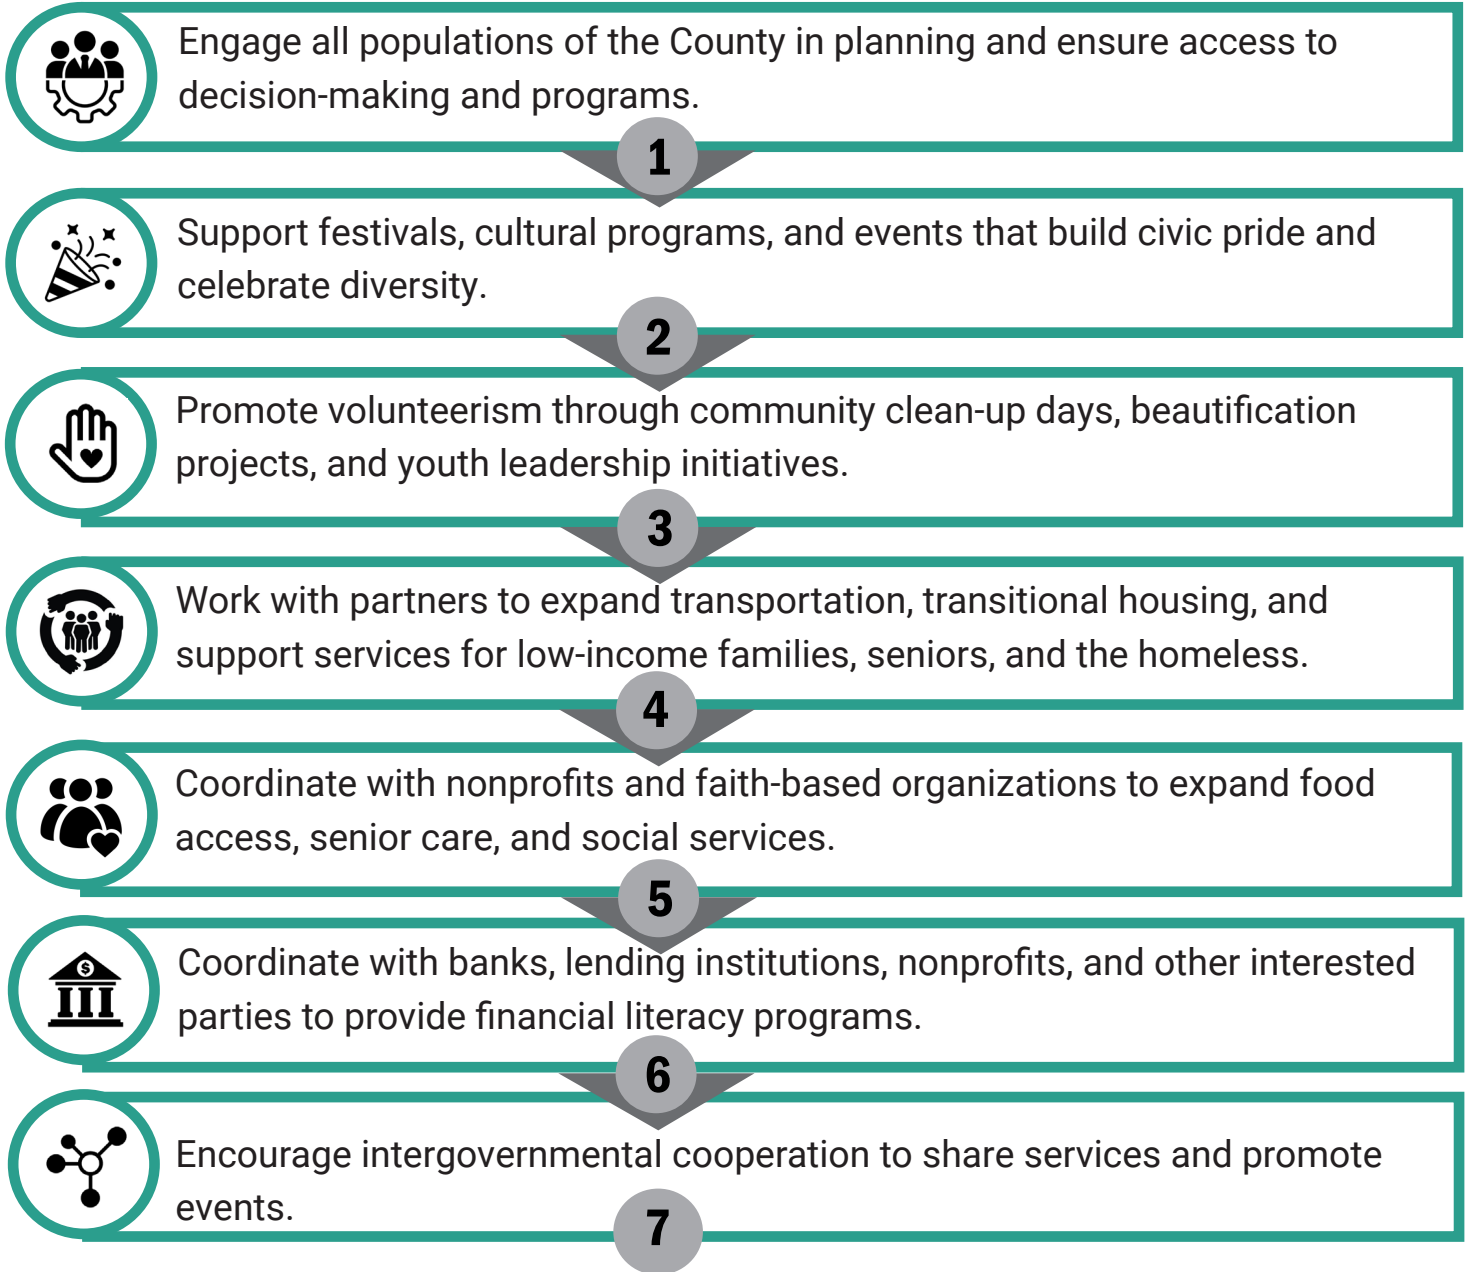 Engage all populations of the County in planning and ensure access to
decision-making and programs.
1
Support festivals, cultural programs, and events that build civic pride and
celebrate diversity.
2
Promote volunteerism through community clean-up days, beautification
projects, and youth leadership initiatives.
3
Work with partners to expand transportation, transitional housing, and
support services for low-income families, seniors, and the homeless.
4
Coordinate with nonprofits and faith-based organizations to expand food
access, senior care, and social services.
5
$
Coordinate with banks, lending institutions, nonprofits, and other interested
parties to provide financial literacy programs.
6
Encourage intergovernmental cooperation to share services and promote
events.
7